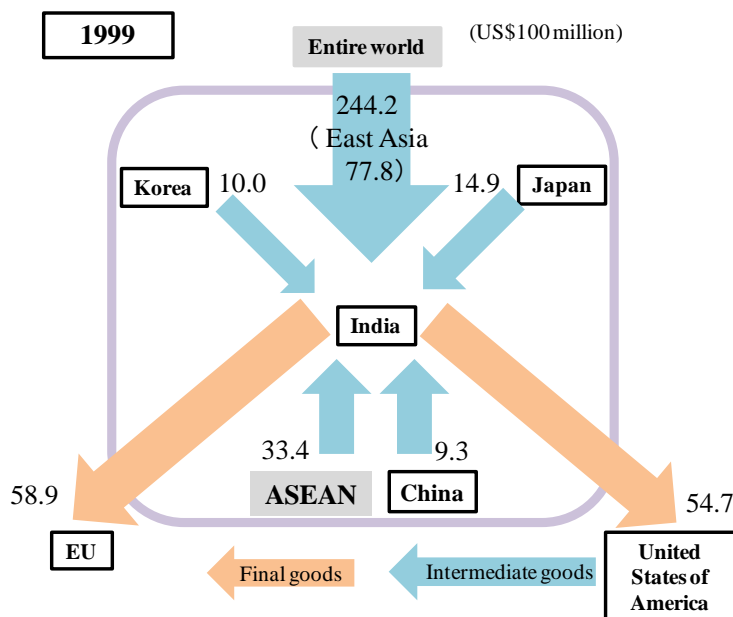 1999
Entire world
(US$100 million)
244.2
( East Asia
77.8)
Korea
10.0
14.9
Japan
India
33.4
9.3
ASEAN
China
58.9
54.7
EU
Final goods
Intermediate goods
United
States of
America